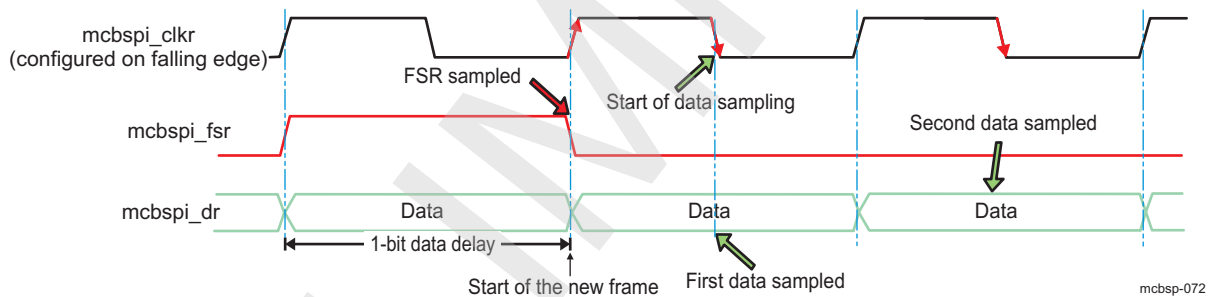 mcbspi_clkr
(configured on falling edge)
FSR sampled
Start of data sampling
mcbspi_fsr
Second data sampled
mcbspi_dr
Data
Data
Data
1-bit data delay
Start of the new frame
First data sampled
mcbsp-072